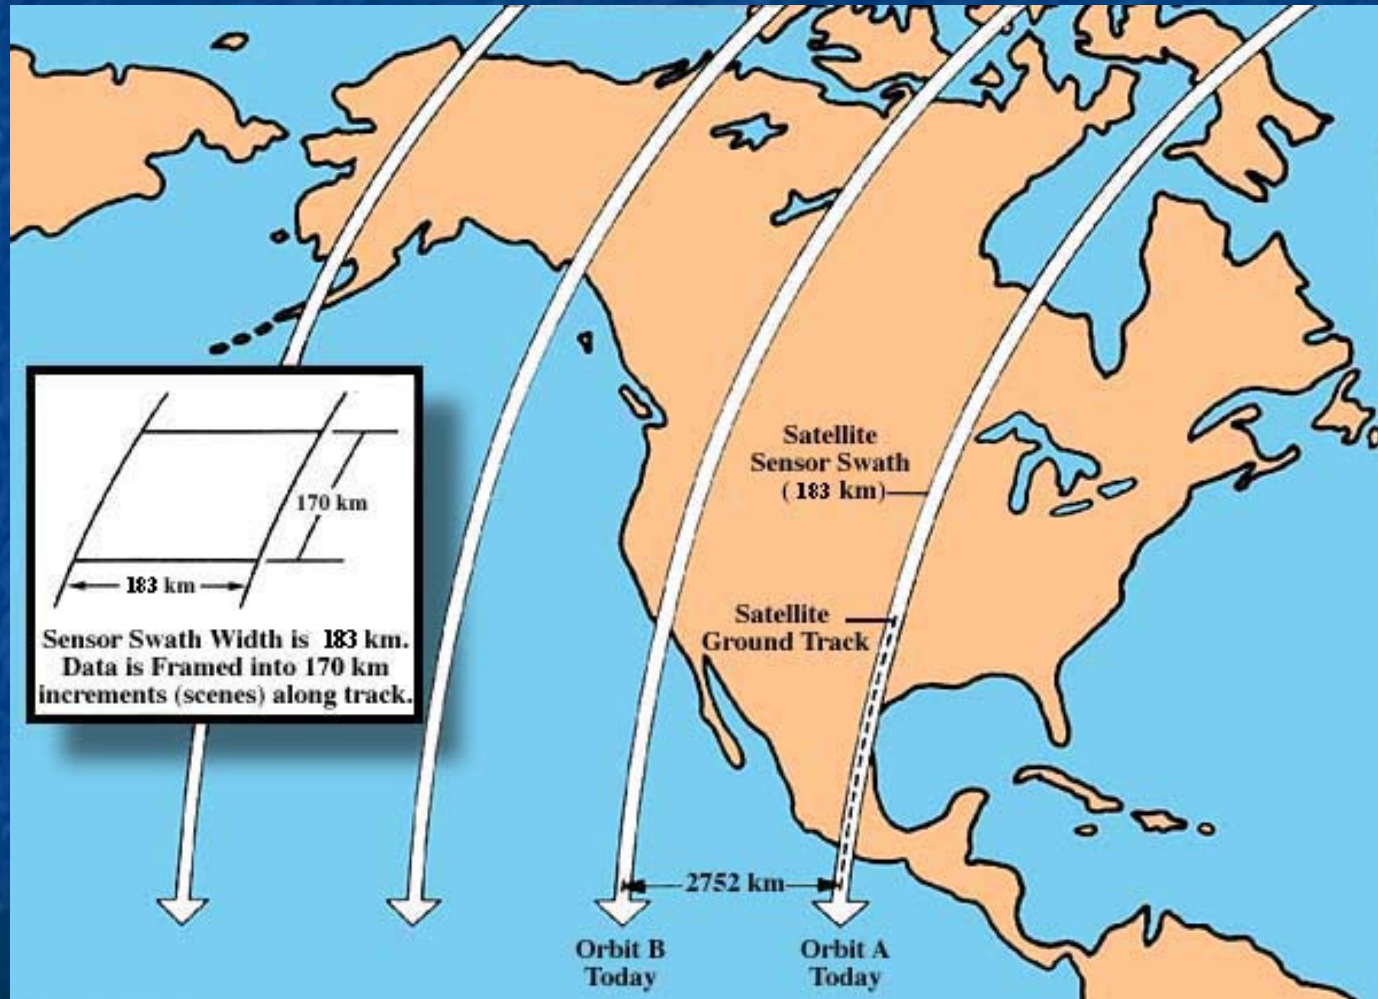 Satellite
Sensor Swath
( 183 km)
170 km
183 km
Sensor Swath Width is 183 km.
Data is Framed into 170 km
increments (scenes) along track.
Satellite
Ground Track
2752 km
Orbit B
Today
Orbit A
Today